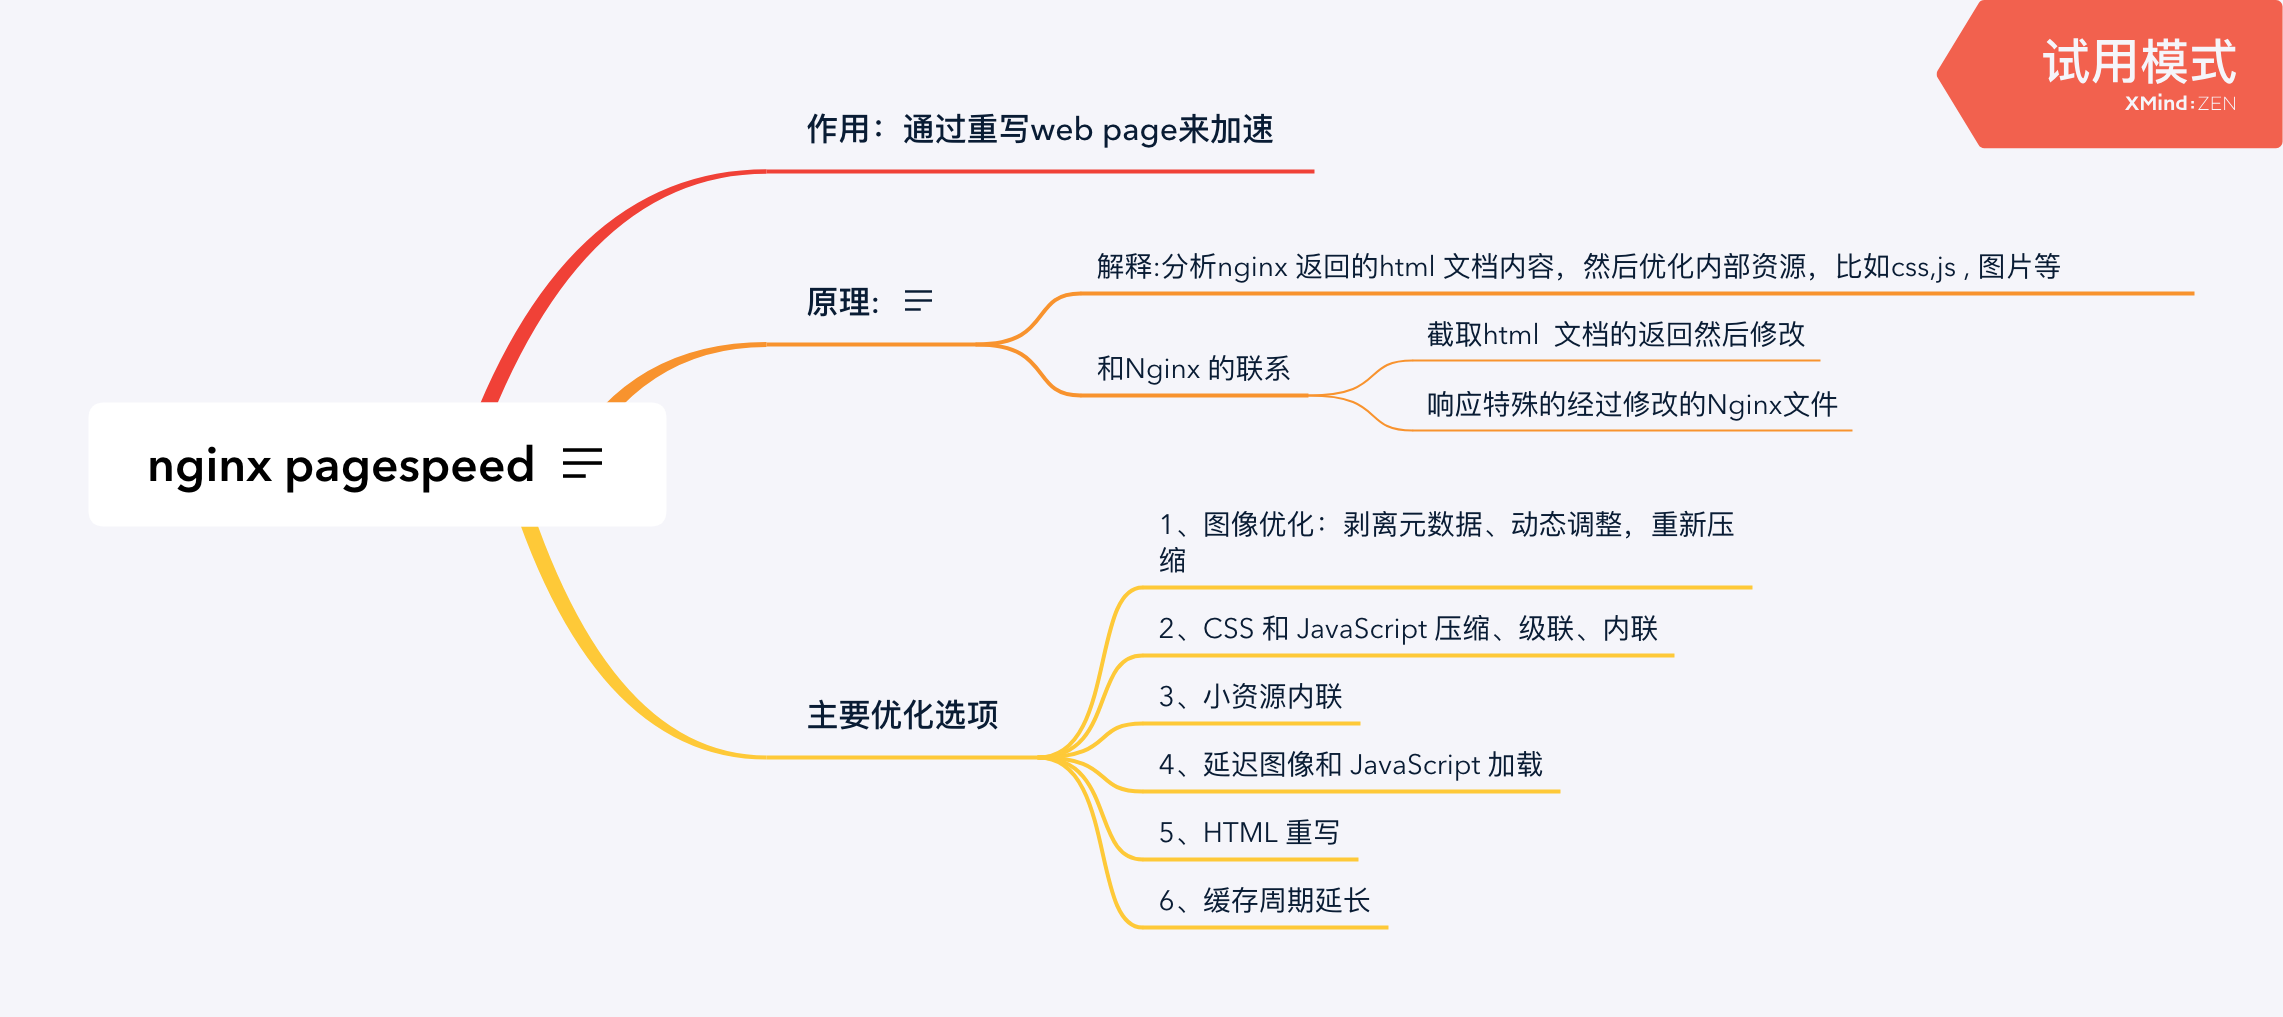 试用模式
XMind:ZEN
作用：通过重写web page来加速
解释:分析nginx 返回的html 文档内容，然后优化内部资源，比如css,js , 图片等
原理:
截取html  文档的返回然后修改
和Nginx 的联系
响应特殊的经过修改的Nginx文件
nginx pagespeed
1、图像优化：剥离元数据、动态调整，重新压
缩
2、CSS 和 JavaScript 压缩、级联、内联
3、小资源内联
主要优化选项
4、延迟图像和 JavaScript 加载
5、HTML 重写
6、缓存周期延长